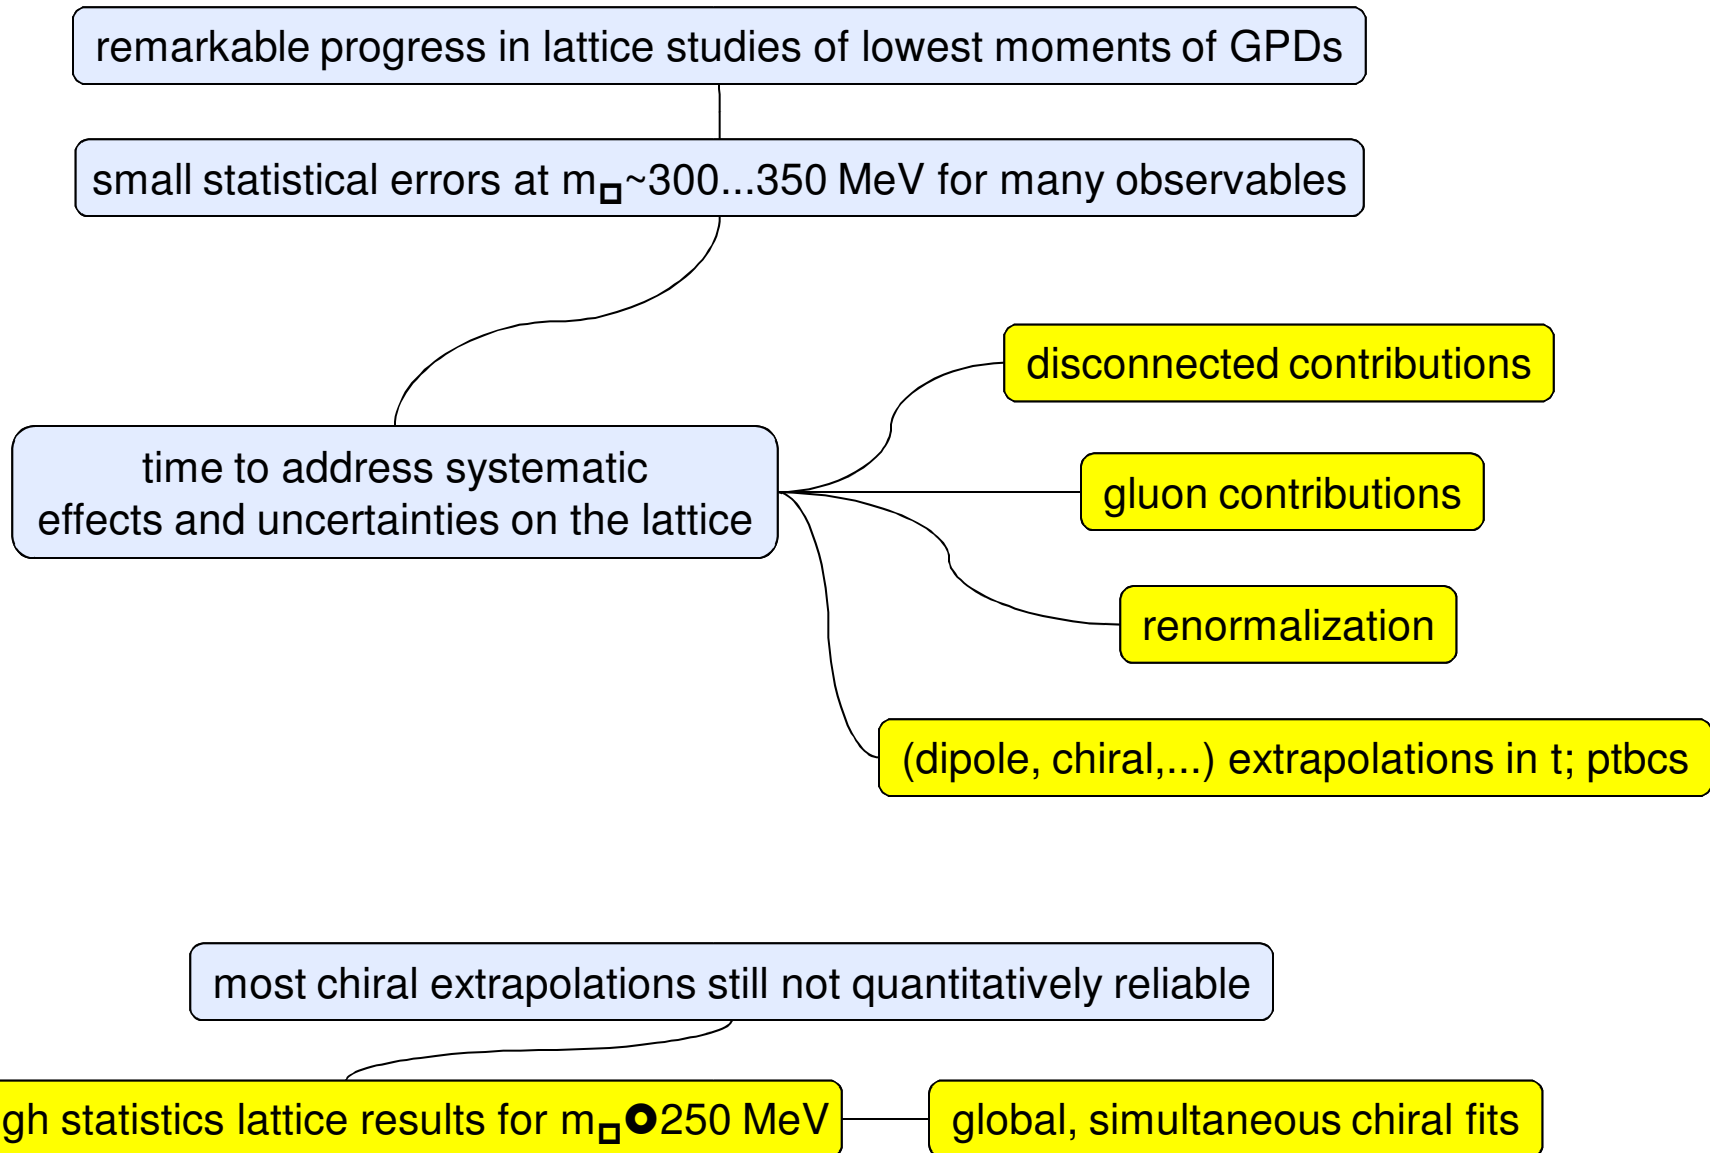 remarkable progress in lattice studies of lowest moments of GPDs
small statistical errors at m□~300...350 MeV for many observables
disconnected contributions
time to address systematic
effects and uncertainties on the lattice
gluon contributions
renormalization
(dipole, chiral,...) extrapolations in t; ptbcs
most chiral extrapolations still not quantitatively reliable
gh statistics lattice results for m□○250 MeV
global, simultaneous chiral fits